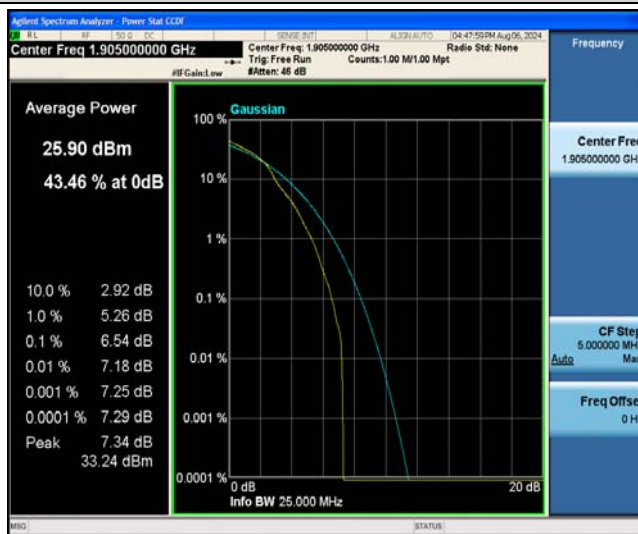 Agilent Spectrum Analyzer - Power Stat CCDF
RL RF 50 Ω DC SENSE:INT ALIGN AUTO 04:47:59 PM Aug 06, 2024
Center Freq 1.905000000 GHz
Center Freq: 1.905000000 GHz Radio Std: None
Trig: Free Run Counts:1.00 M/1.00 Mpt
#IFGain:Low #Atten: 46 dB
Average Power
25.90 dBm
43.46 % at 0dB
10.0 % 2.92 dB
1.0 % 5.26 dB
0.1 % 6.54 dB
0.01 % 7.18 dB
0.001 % 7.25 dB
0.0001 % 7.29 dB
Peak 7.34 dB
33.24 dBm
Gaussian
100 %
10 %
1 %
0.1 %
0.01 %
0.001 %
0.0001 %
0 dB 20 dB
Info BW 25.000 MHz
Frequency
Center Fre
1.905000000 GH
CF Step
5.000000 MH
Auto Ma
Freq Offse
0 H
MSG STATUS